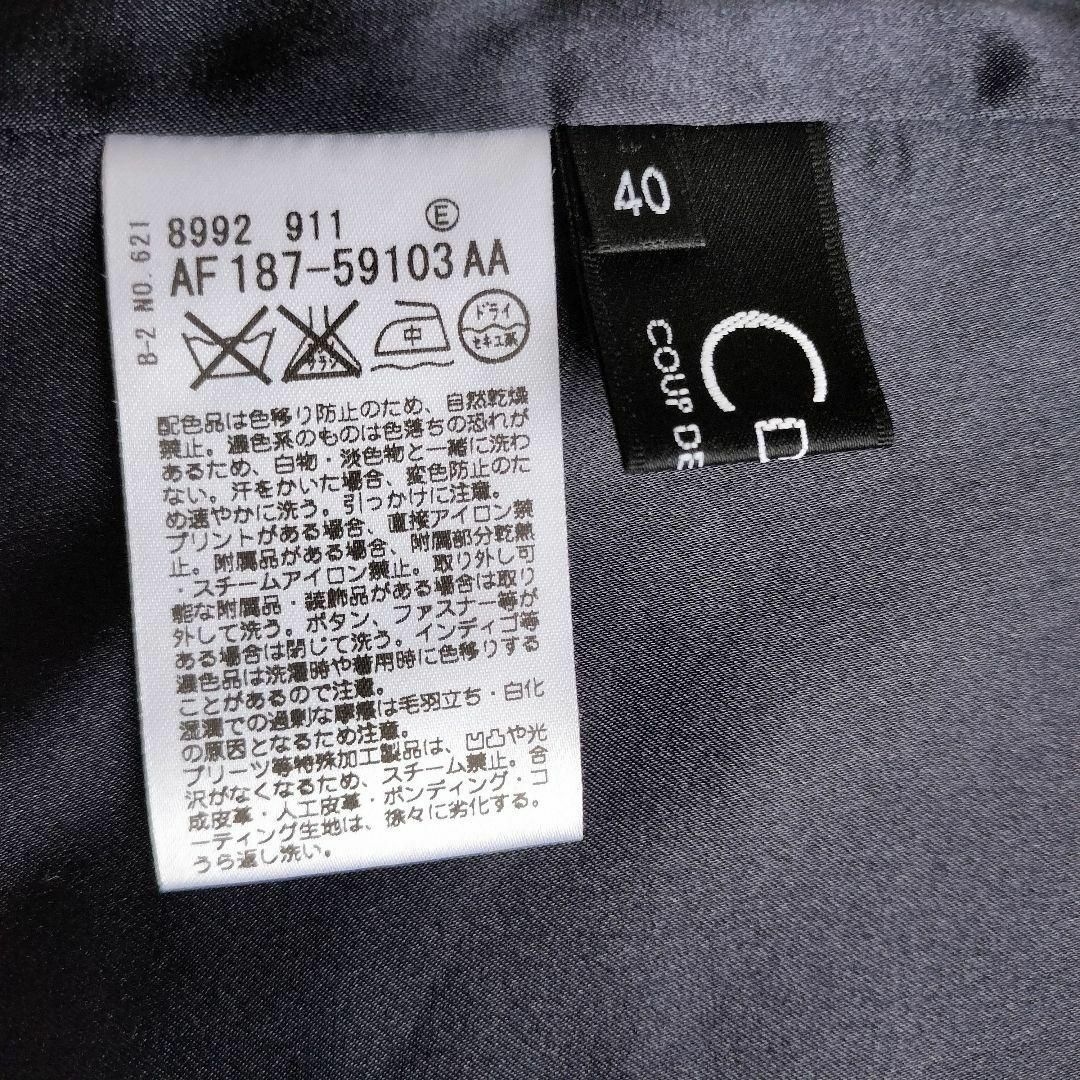 B-2 NO.621
8992 911 Ⓔ
AF187-59103AA
サラシ
中
ドライ
セキユ系
配色品は色移り防止のため、自然乾燥
禁止。濃色系のものは色落ちの恐れが
あるため、白物・淡色物と一緒に洗わ
ない。汗をかいた場合、変色防止のた
め速やかに洗う。引っかけに注意。
プリントがある場合、直接アイロン禁
止。附属品がある場合、附属部分乾熱
・スチームアイロン禁止。取り外し可
能な附属品・装飾品がある場合は取り
外して洗う。ボタン、ファスナー等が
ある場合は閉じて洗う。インディゴ等
濃色品は洗濯時や着用時に色移りする
ことがあるので注意。
湿潤での過剰な摩擦は毛羽立ち・白化
の原因となるため注意。
プリーツ等特殊加工製品は、凹凸や光
沢がなくなるため、スチーム禁止。合
成皮革・人工皮革・ボンディング・コ
ーティング生地は、徐々に劣化する。
うら返し洗い。
40
C
COUP DE